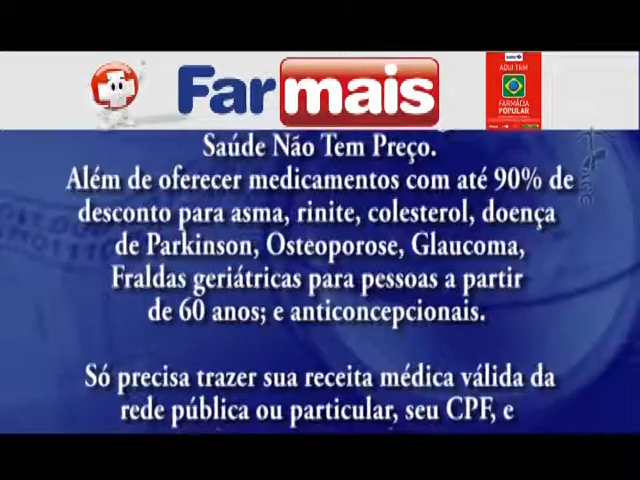 Farmais
AQUI TEM
FARMÁCIA
POPULAR
Saúde Não Tem Preço.
Além de oferecer medicamentos com até 90% de
desconto para asma, rinite, colesterol, doença
de Parkinson, Osteoporose, Glaucoma,
Fraldas geriátricas para pessoas a partir
de 60 anos; e anticoncepcionais.
Só precisa trazer sua receita médica válida da
rede pública ou particular, seu CPF, e